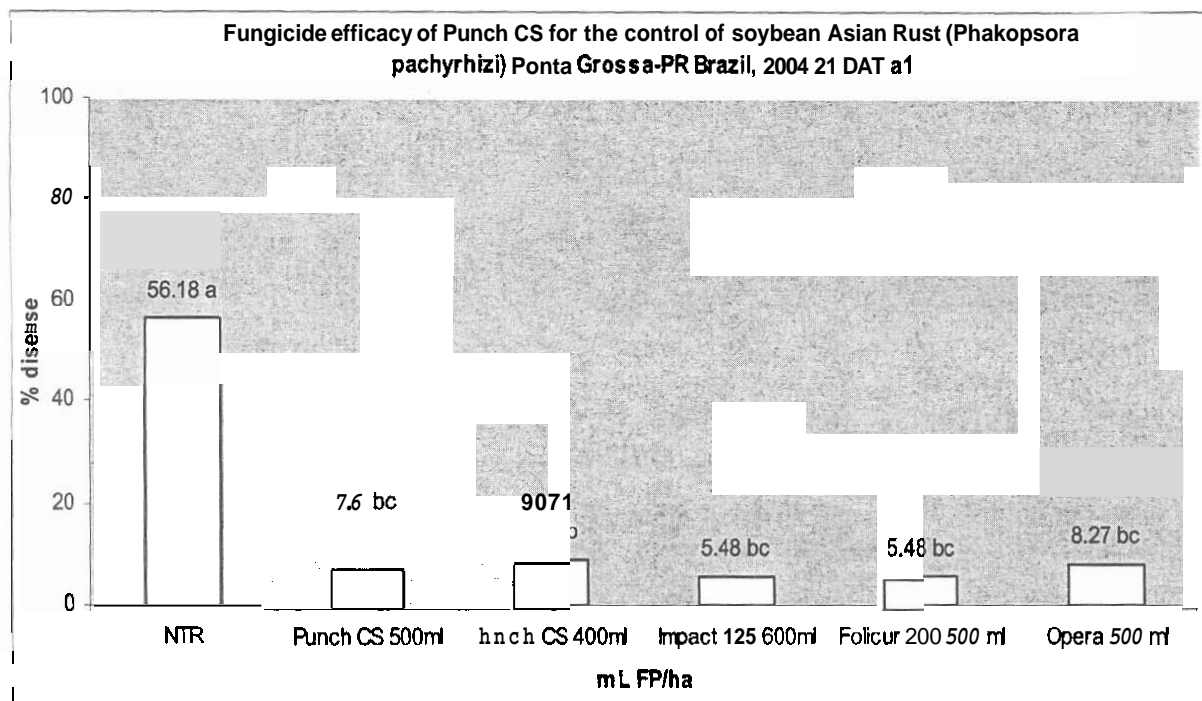 Fungicide efficacy of Punch CS for the control of soybean Asian Rust (Phakopsora
pachyrhizi) Ponta Grossa-PR Brazil, 2004 21 DAT a1
100
80
60
40
20
0
% disease
56.18 a
7.6 bc
9071
b
5.48 bc
5.48 bc
8.27 bc
NTR
Punch CS 500ml
hnch CS 400ml
Impact 125 600ml
Folicur 200 500 ml
Opera 500 ml
mL FP/ha